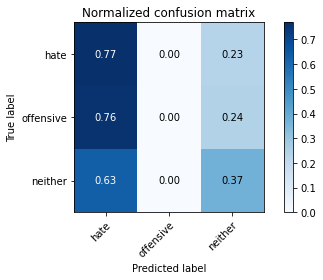 Normalized confusion matrix
True label
hate 0.77 0.00 0.23
offensive 0.76 0.00 0.24
neither 0.63 0.00 0.37
hate offensive neither
Predicted label
0.7
0.6
0.5
0.4
0.3
0.2
0.1
0.0